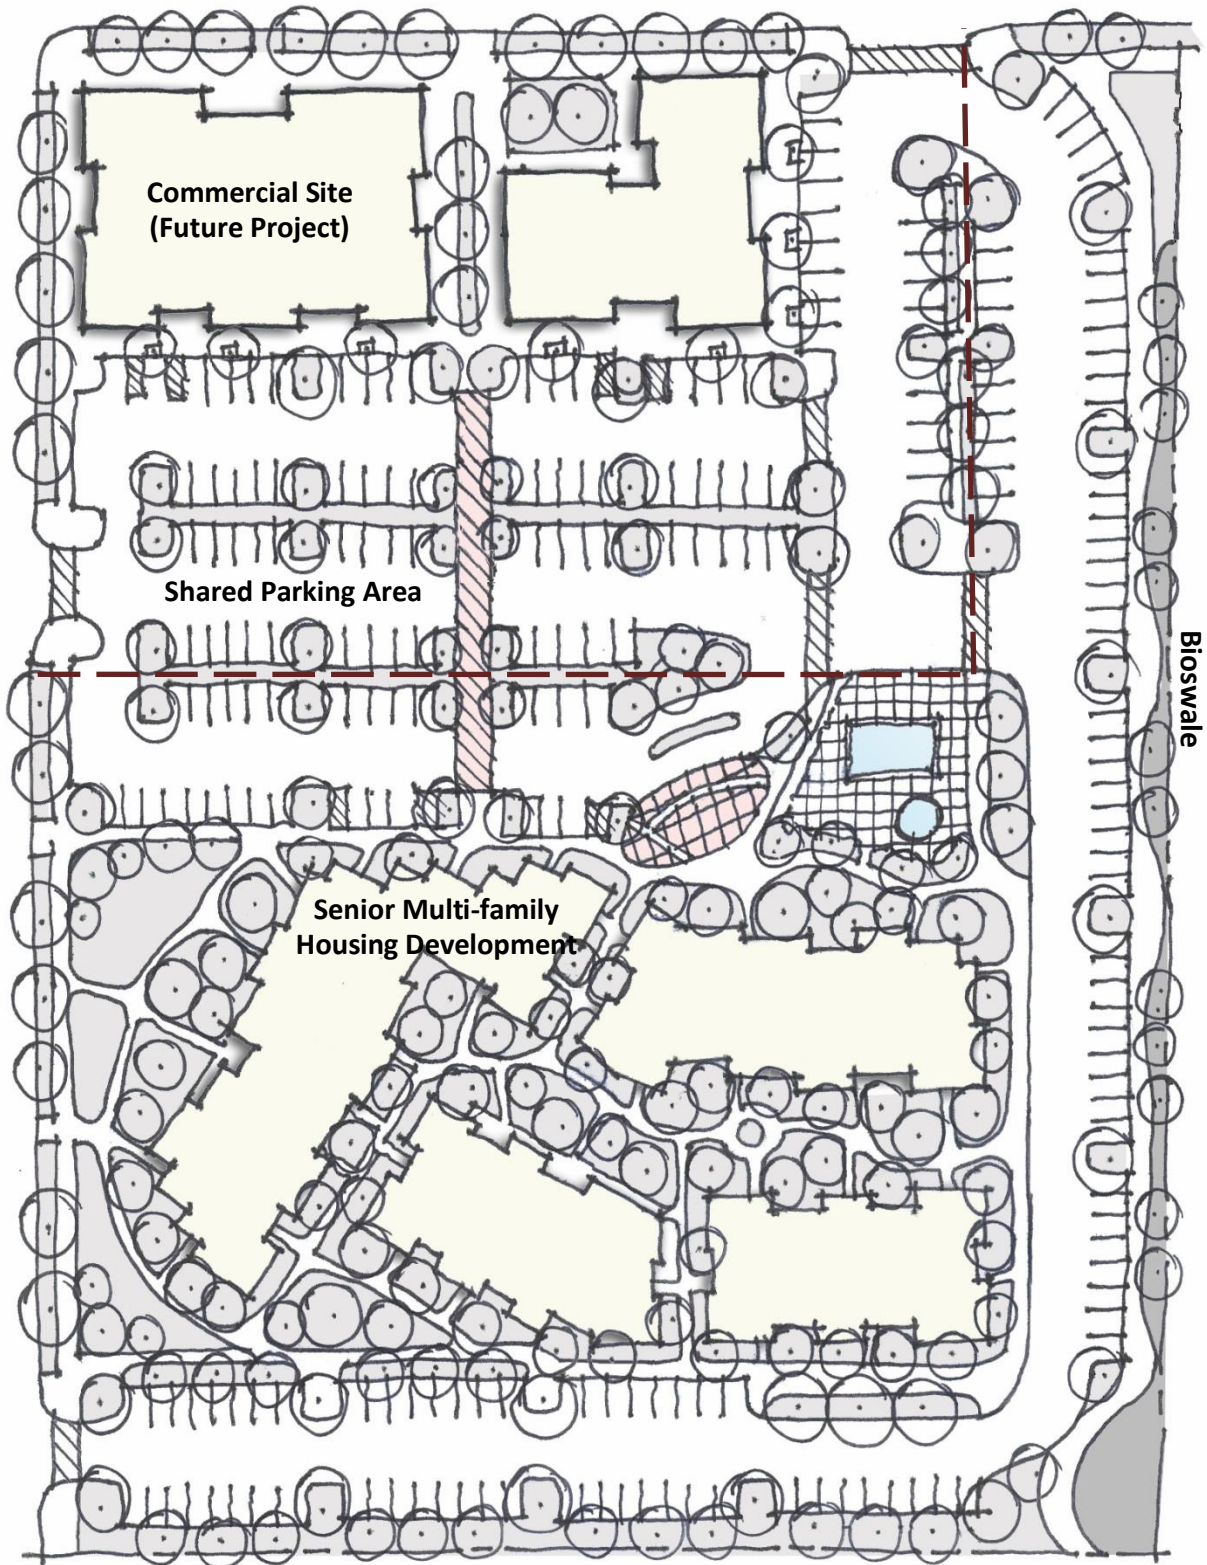 Commercial Site
(Future Project)
Shared Parking Area
Bioswale
Senior Multi-family
Housing Development